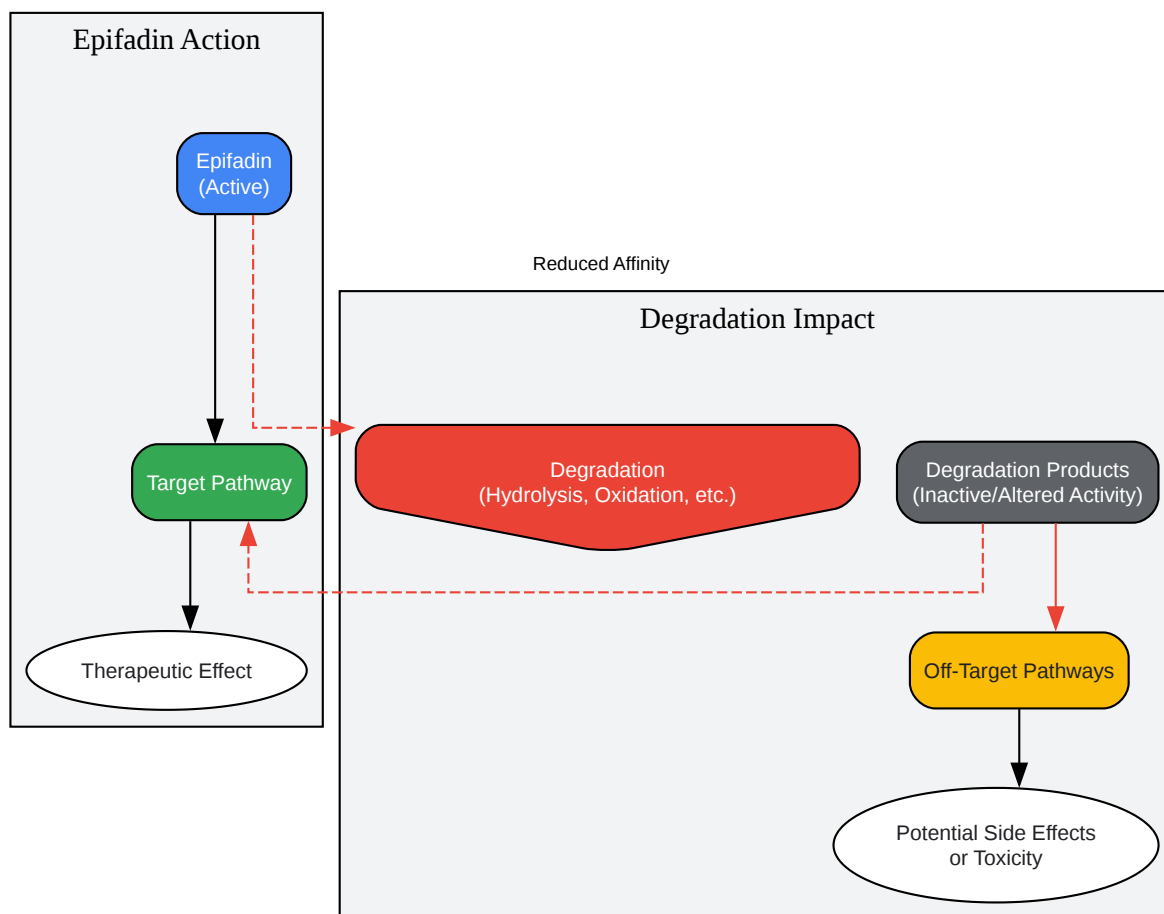 Epifadin Action
Epifadin
(Active)
Target Pathway
Therapeutic Effect
Reduced Affinity
Degradation Impact
Degradation
(Hydrolysis, Oxidation, etc.)
Degradation Products
(Inactive/Altered Activity)
Off-Target Pathways
Potential Side Effects
or Toxicity